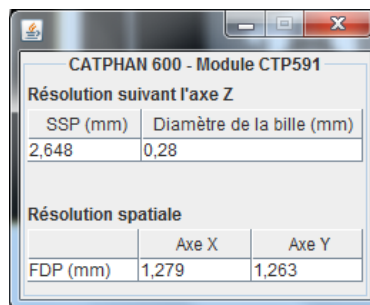 CATPHAN 600 - Module CTP591
Résolution suivant l'axe Z
SSP (mm) Diamètre de la bille (mm)
2,648 0,28
Résolution spatiale
Axe X Axe Y
FDP (mm) 1,279 1,263